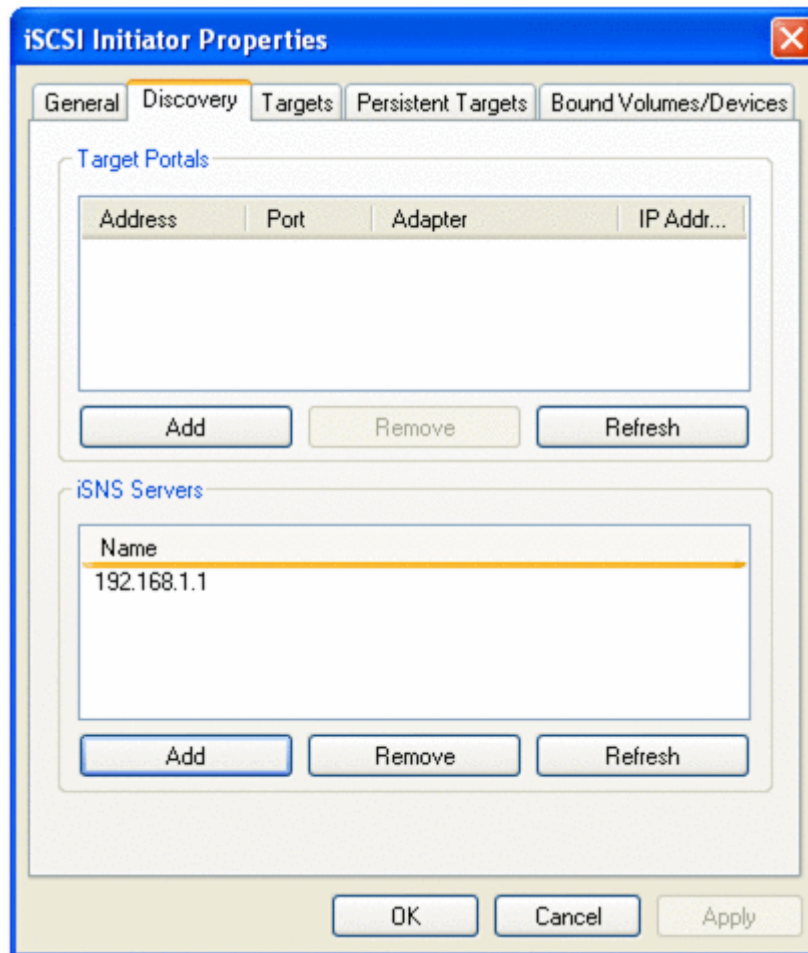 iSCSI Initiator Properties
General Discovery Targets Persistent Targets Bound Volumes/Devices
Target Portals
Address Port Adapter IP Addr...
Add Remove Refresh
iSNS Servers
Name
192.168.1.1
Add Remove Refresh
OK Cancel Apply